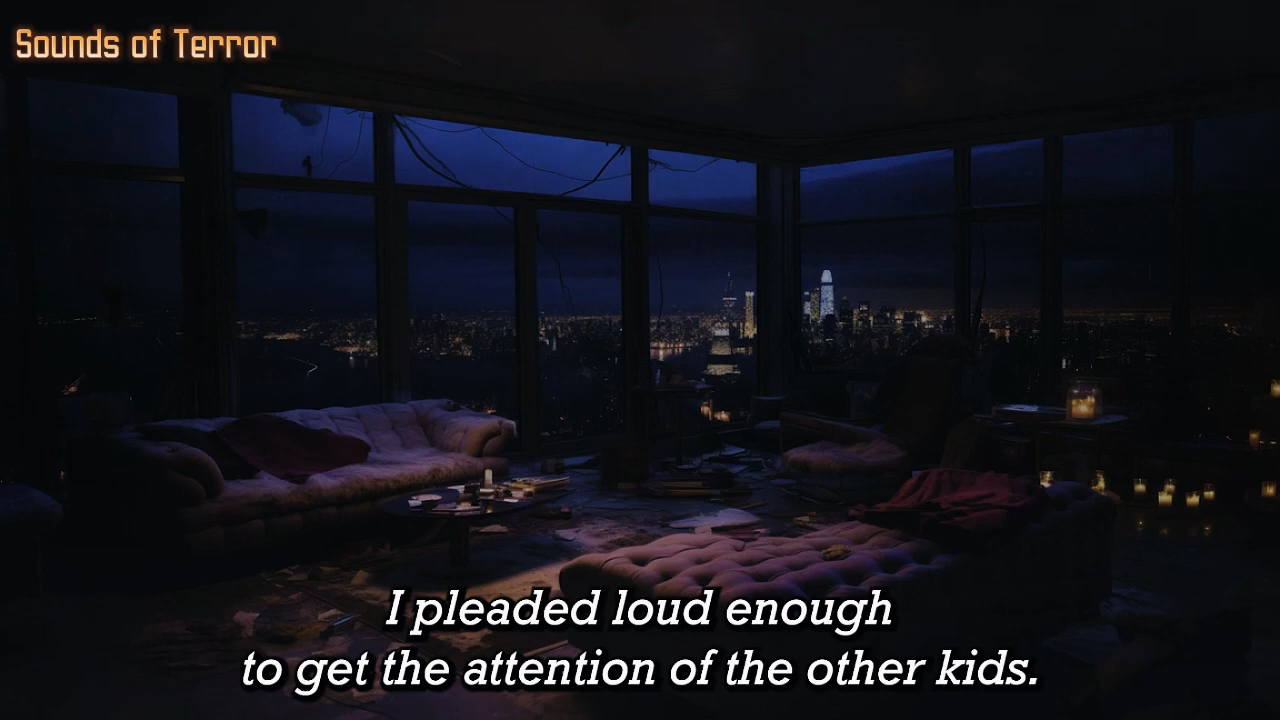 Sounds of Terror
I pleaded loud enough
to get the attention of the other kids.